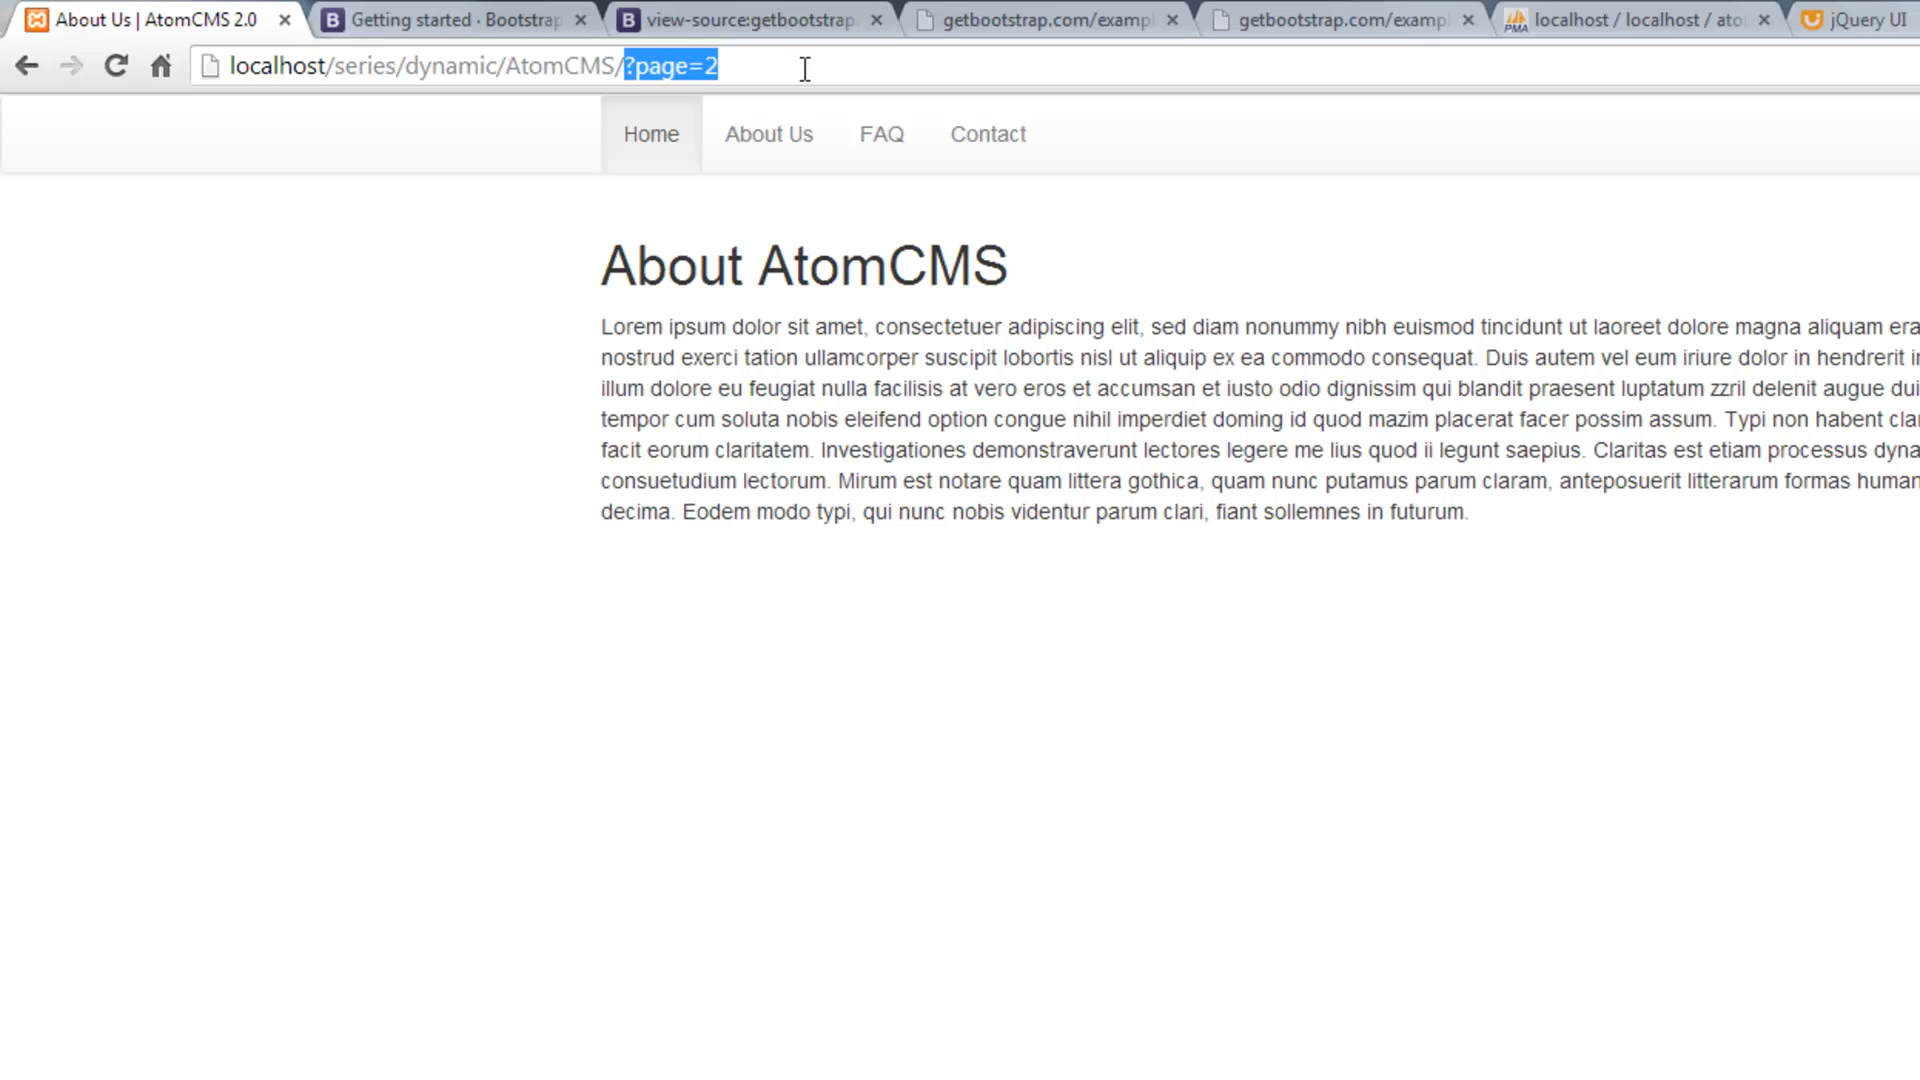 About Us | AtomCMS 2.0
Getting started · Bootstrap
view-source:getbootstrap.
getbootstrap.com/exampl
getbootstrap.com/exampl
PMA
localhost / localhost / ato
jQuery UI
localhost/series/dynamic/AtomCMS/?page=2
Home About Us FAQ Contact
About AtomCMS
Lorem ipsum dolor sit amet, consectetuer adipiscing elit, sed diam nonummy nibh euismod tincidunt ut laoreet dolore magna aliquam era
nostrud exerci tation ullamcorper suscipit lobortis nisl ut aliquip ex ea commodo consequat. Duis autem vel eum iriure dolor in hendrerit in
illum dolore eu feugiat nulla facilisis at vero eros et accumsan et iusto odio dignissim qui blandit praesent luptatum zzril delenit augue dui
tempor cum soluta nobis eleifend option congue nihil imperdiet doming id quod mazim placerat facer possim assum. Typi non habent clar
facit eorum claritatem. Investigationes demonstraverunt lectores legere me lius quod ii legunt saepius. Claritas est etiam processus dyna
consuetudium lectorum. Mirum est notare quam littera gothica, quam nunc putamus parum claram, anteposuerit litterarum formas human
decima. Eodem modo typi, qui nunc nobis videntur parum clari, fiant sollemnes in futurum.